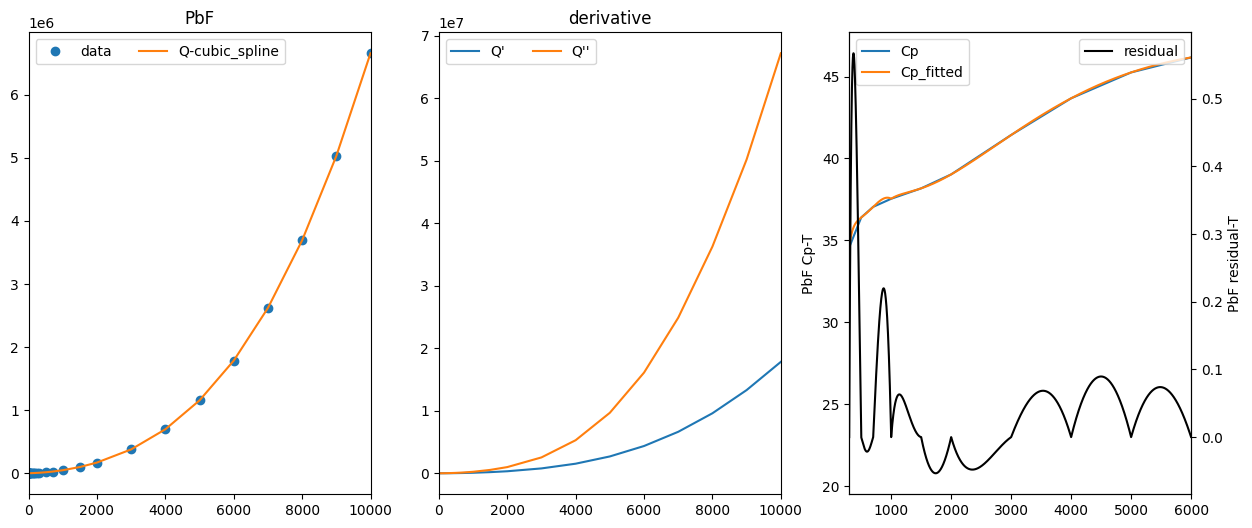 PbF
1e6
data
Q-cubic_spline
6
5
4
3
2
1
0
0 2000 4000 6000 8000 10000
derivative
1e7
Q'
Q''
7
6
5
4
3
2
1
0
0 2000 4000 6000 8000 10000
Cp
Cp_fitted
residual
PbF Cp-T
45
40
35
30
25
20
1000 2000 3000 4000 5000 6000
0.5
0.4
0.3
0.2
0.1
0.0
PbF residual-T